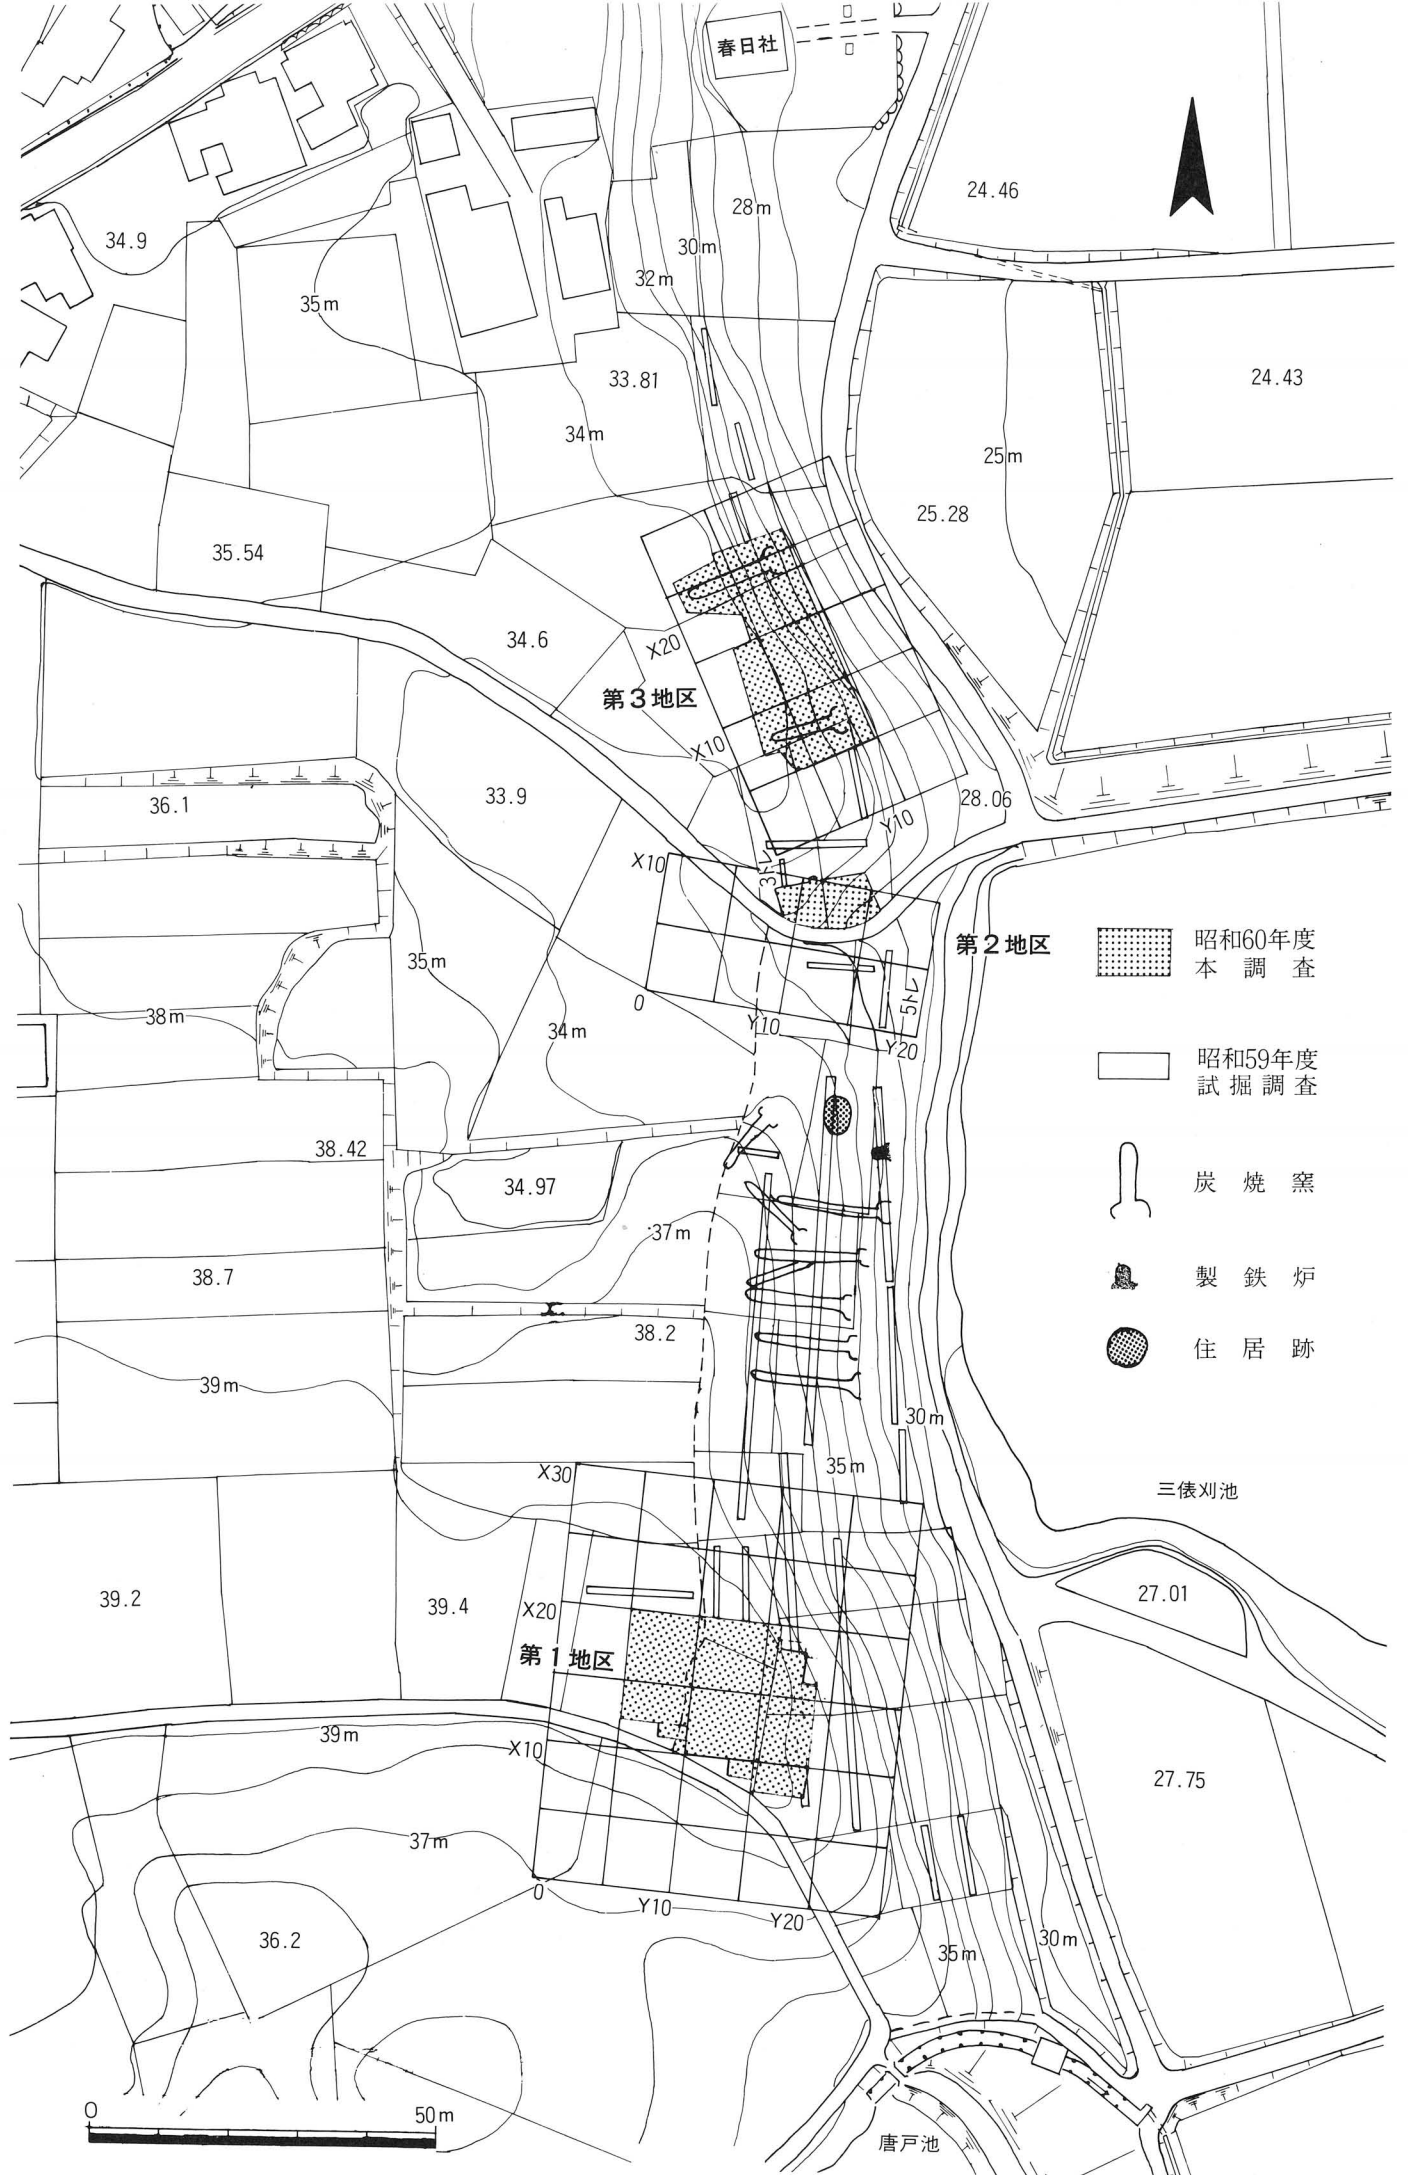 春日社
24.46
28m
34.9
30m
32m
35m
33.81
24.43
34m
25m
25.28
35.54
34.6
X20
第3地区
X10
36.1
33.9
28.06
Y10
X10
3トレ
第2地区
昭和60年度
本調査
35m
38m
0
34m
Y10
5トレ
Y20
昭和59年度
試掘調査
38.42
34.97
炭焼窯
37m
38.7
製鉄炉
38.2
住居跡
39m
30m
35m
X30
三俵刈池
39.2
39.4
X20
27.01
第1地区
39m
X10
27.75
37m
0
Y10
Y20
36.2
35m
30m
0
50m
唐戸池